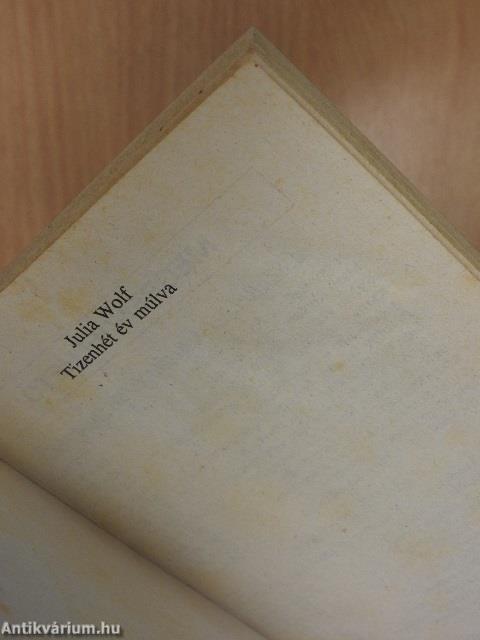 Julia Wolf
Tizenhét év múlva
Antikvárium.hu